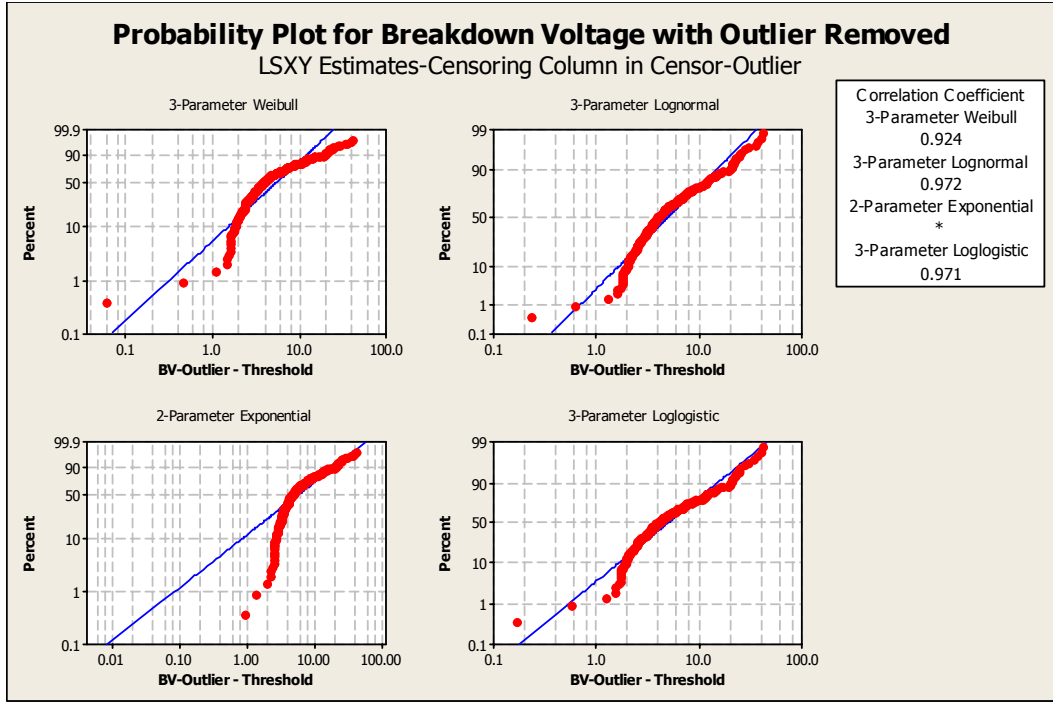 Probability Plot for Breakdown Voltage with Outlier Removed
LSXY Estimates-Censoring Column in Censor-Outlier
3-Parameter Weibull
99.9
90
50
10
1
0.1
Percent
0.1
1.0
10.0
100.0
BV-Outlier - Threshold
3-Parameter Lognormal
99
90
50
10
1
0.1
Percent
0.1
1.0
10.0
100.0
BV-Outlier - Threshold
Correlation Coefficient
3-Parameter Weibull
0.924
3-Parameter Lognormal
0.972
2-Parameter Exponential
*
3-Parameter Loglogistic
0.971
2-Parameter Exponential
99.9
90
50
10
1
0.1
Percent
0.01
0.10
1.00
10.00
100.00
BV-Outlier - Threshold
3-Parameter Loglogistic
99
90
50
10
1
0.1
Percent
0.1
1.0
10.0
100.0
BV-Outlier - Threshold